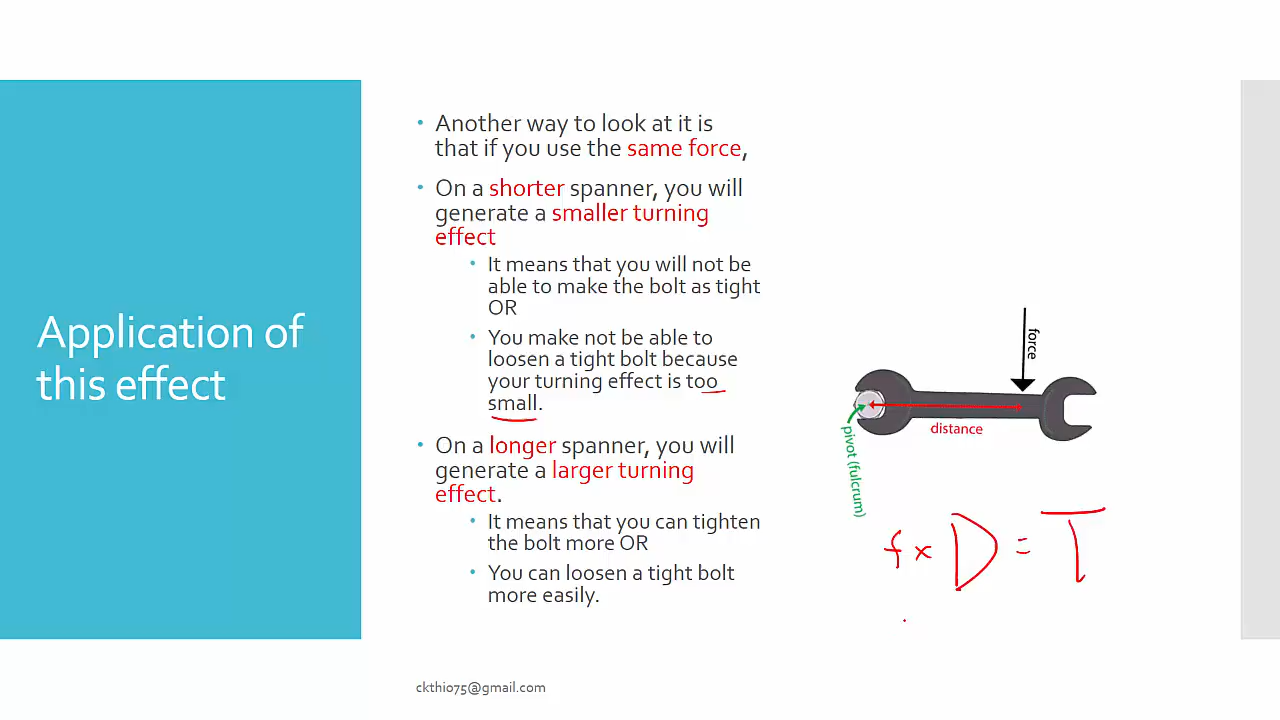 Application of
this effect
Another way to look at it is
that if you use the same force,
On a shorter spanner, you will
generate a smaller turning
effect
It means that you will not be
able to make the bolt as tight
OR
You make not be able to
loosen a tight bolt because
your turning effect is too
small.
On a longer spanner, you will
generate a larger turning
effect.
It means that you can tighten
the bolt more OR
You can loosen a tight bolt
more easily.
force
distance
pivot (fulcrum)
f x D = T
ckthio75@gmail.com